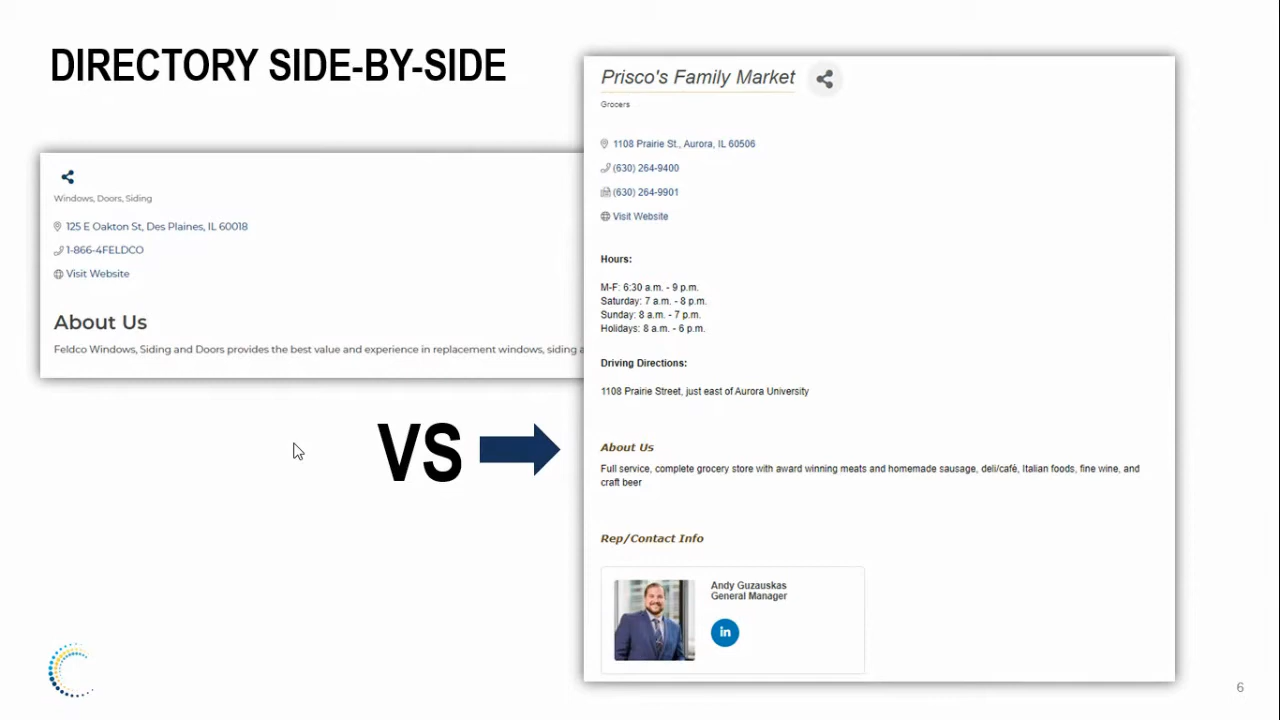 DIRECTORY SIDE-BY-SIDE
Windows, Doors, Siding
125 E Oakton St, Des Plaines, IL 60018
1-866-4FELDCO
Visit Website
About Us
Feldco Windows, Siding and Doors provides the best value and experience in replacement windows, siding a
VS
Prisco's Family Market
Grocers
1108 Prairie St., Aurora, IL 60506
(630) 264-9400
(630) 264-9901
Visit Website
Hours:
M-F: 6:30 a.m. - 9 p.m.
Saturday: 7 a.m. - 8 p.m.
Sunday: 8 a.m. - 7 p.m.
Holidays: 8 a.m. - 6 p.m.
Driving Directions:
1108 Prairie Street, just east of Aurora University
About Us
Full service, complete grocery store with award winning meats and homemade sausage, deli/café, Italian foods, fine wine, and
craft beer
Rep/Contact Info
Andy Guzauskas
General Manager
in
6